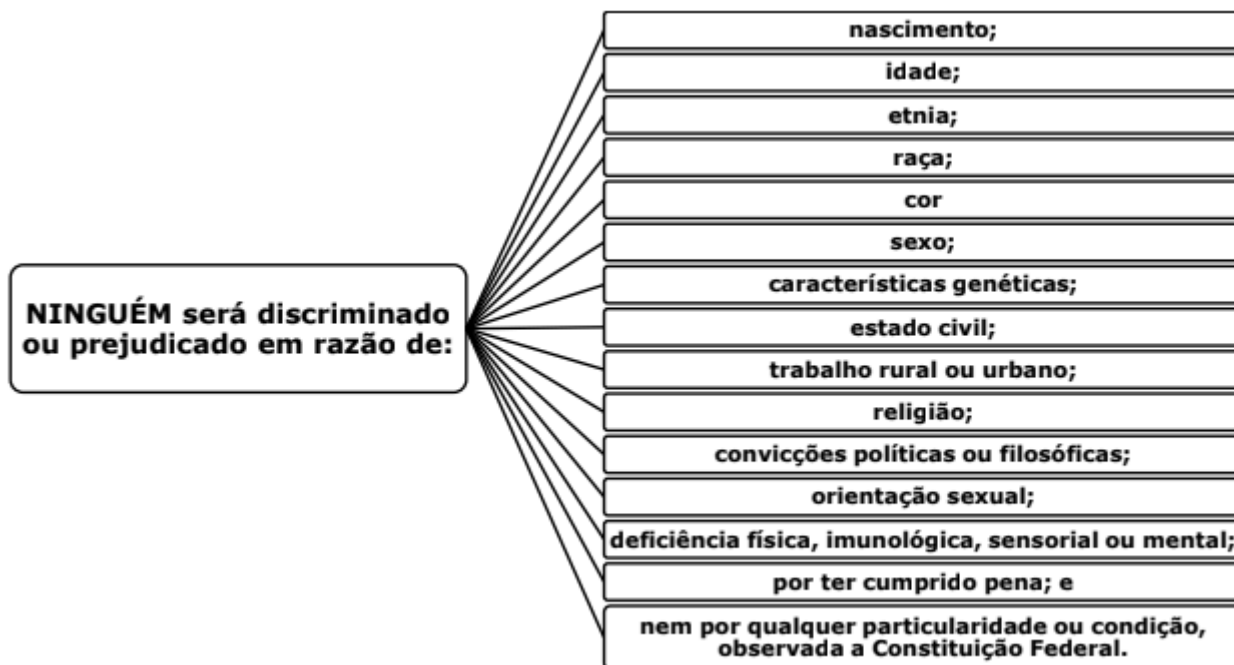 NINGUÉM será discriminado
ou prejudicado em razão de:
nascimento;
idade;
etnia;
raça;
cor
sexo;
características genéticas;
estado civil;
trabalho rural ou urbano;
religião;
convicções políticas ou filosóficas;
orientação sexual;
deficiência física, imunológica, sensorial ou mental;
por ter cumprido pena; e
nem por qualquer particularidade ou condição,
observada a Constituição Federal.